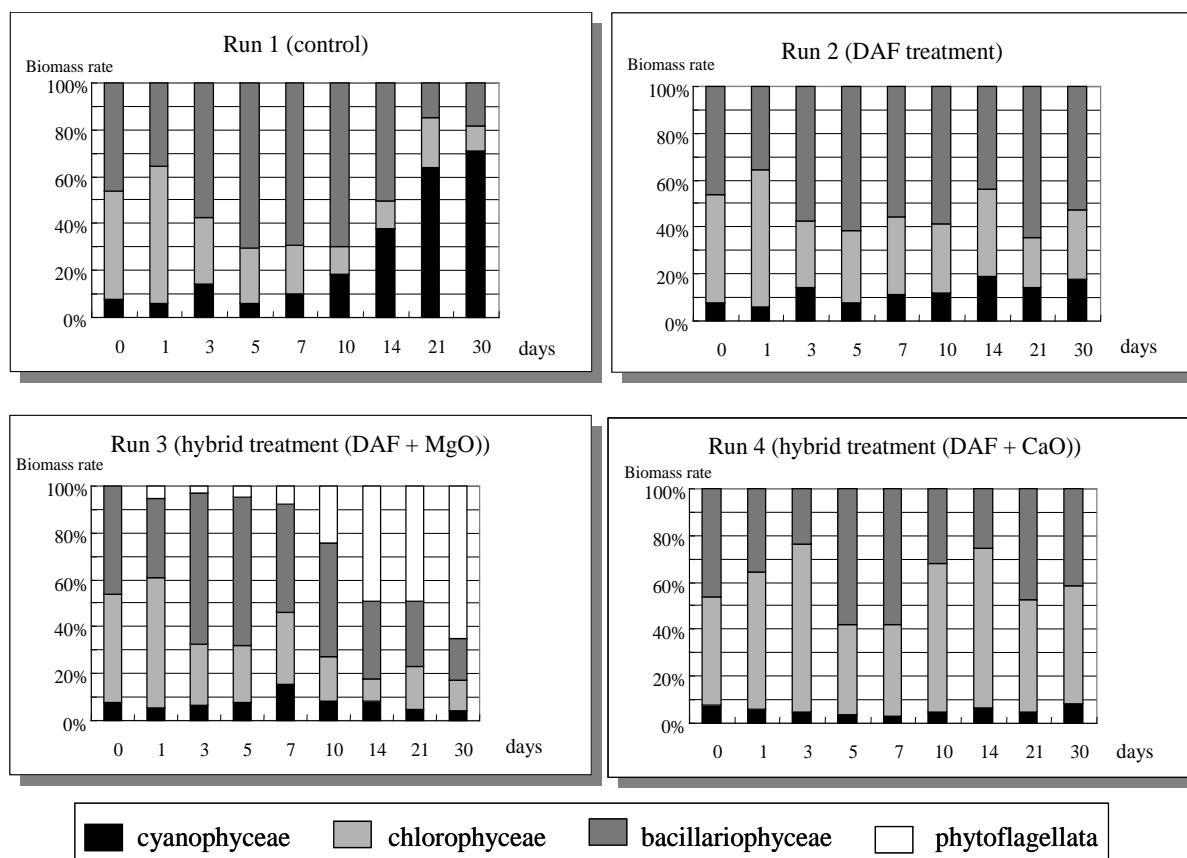 Run 1 (control)
Biomass rate
100%
80%
60%
40%
20%
0%
0 1 3 5 7 10 14 21 30 days
Run 2 (DAF treatment)
Biomass rate
100%
80%
60%
40%
20%
0%
0 1 3 5 7 10 14 21 30 days
Run 3 (hybrid treatment (DAF + MgO))
Biomass rate
100%
80%
60%
40%
20%
0%
0 1 3 5 7 10 14 21 30 days
Run 4 (hybrid treatment (DAF + CaO))
Biomass rate
100%
80%
60%
40%
20%
0%
0 1 3 5 7 10 14 21 30 days
cyanophyceae chlorophyceae bacillariophyceae phytoflagellata